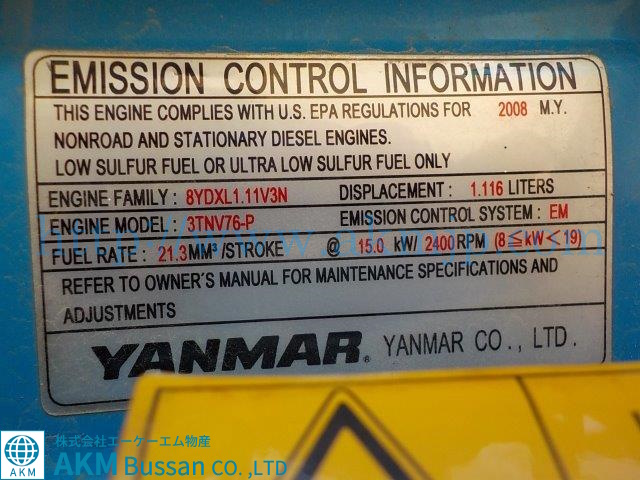 EMISSION CONTROL INFORMATION
THIS ENGINE COMPLIES WITH U.S. EPA REGULATIONS FOR 2008 M.Y.
NONROAD AND STATIONARY DIESEL ENGINES.
LOW SULFUR FUEL OR ULTRA LOW SULFUR FUEL ONLY
ENGINE FAMILY : 8YDXL1.11V3N DISPLACEMENT : 1.116 LITERS
ENGINE MODEL : 3TNV76-P EMISSION CONTROL SYSTEM : EM
FUEL RATE : 21.3 MM³ /STROKE @ 15.0 kW/ 2400 RPM (8≦kW<19)
REFER TO OWNER'S MANUAL FOR MAINTENANCE SPECIFICATIONS AND
ADJUSTMENTS
YANMAR® YANMAR CO., LTD.
株式会社エーケーエム物産
AKM Bussan CO.,LTD
AKM